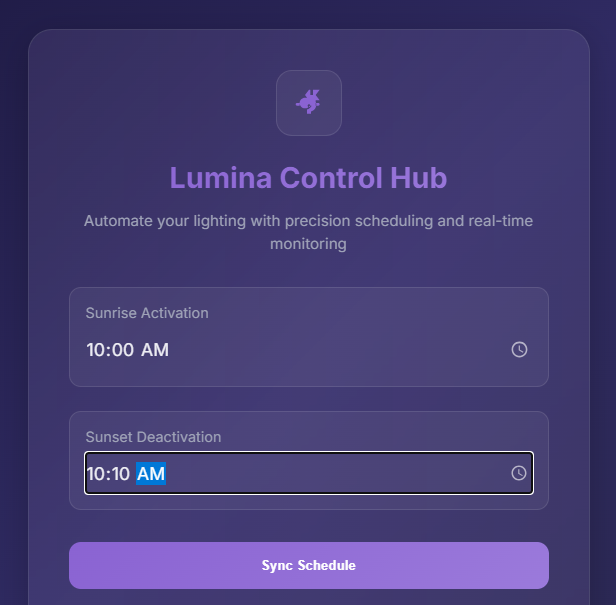 Lumina Control Hub
Automate your lighting with precision scheduling and real-time
monitoring
Sunrise Activation
10:00 AM
Sunset Deactivation
10:10 AM
Sync Schedule